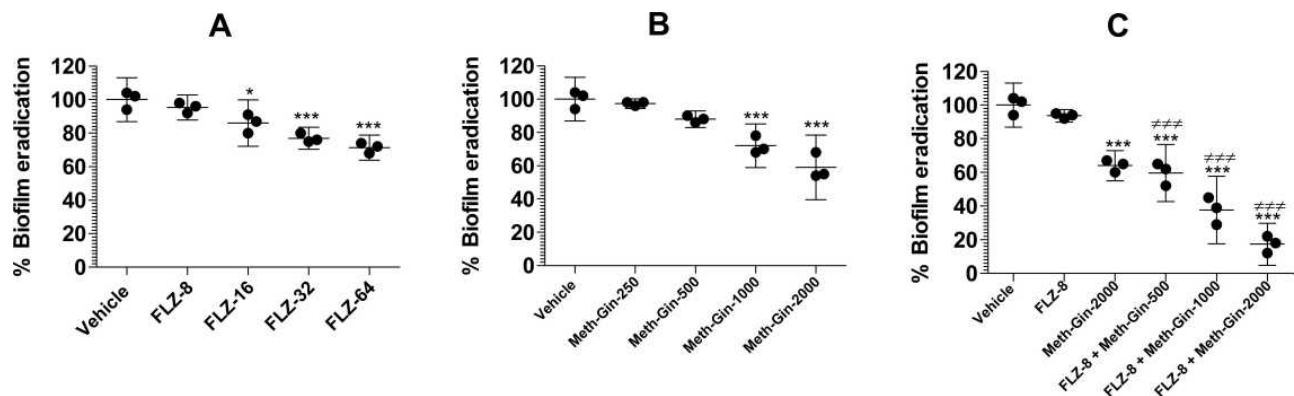 A
% Biofilm eradication
120
100
80
60
40
20
0
*
***
***
Vehicle
FLZ-8
FLZ-16
FLZ-32
FLZ-64
B
% Biofilm eradication
120
100
80
60
40
20
0
***
***
Vehicle
Meth-Gin-250
Meth-Gin-500
Meth-Gin-1000
Meth-Gin-2000
C
% Biofilm eradication
120
100
80
60
40
20
0
***
≠≠≠
***
≠≠≠
***
≠≠≠
***
Vehicle
FLZ-8
Meth-Gin-2000
FLZ-8 + Meth-Gin-500
FLZ-8 + Meth-Gin-1000
FLZ-8 + Meth-Gin-2000